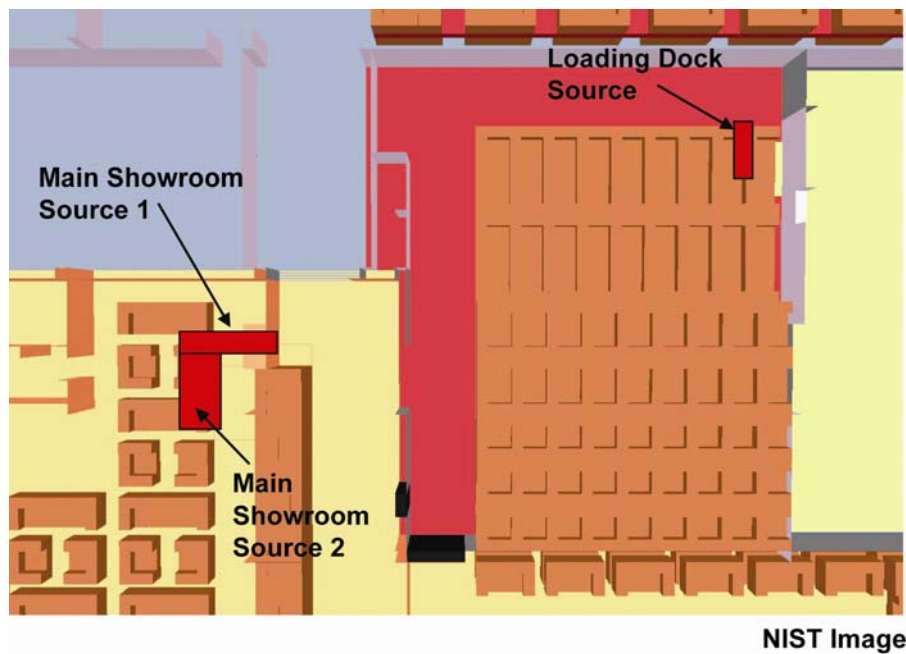 Loading Dock
Source
Main Showroom
Source 1
Main
Showroom
Source 2
NIST Image